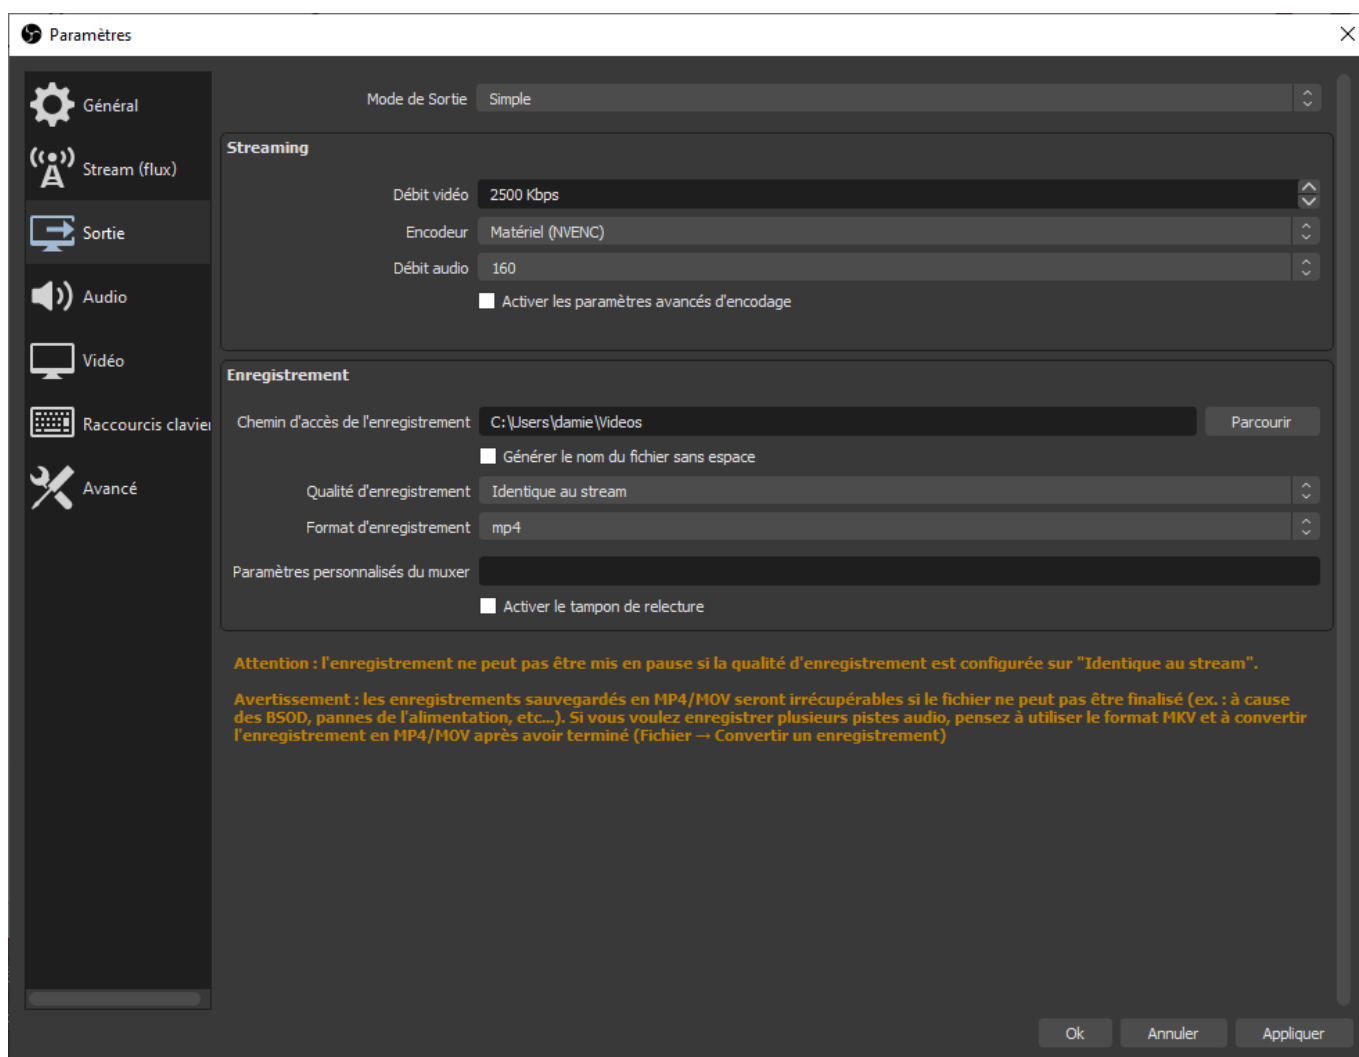 Paramètres
Général
Stream (flux)
Sortie
Audio
Vidéo
Raccourcis clavier
Avancé
Mode de Sortie Simple
Streaming
Débit vidéo 2500 Kbps
Encodeur Matériel (NVENC)
Débit audio 160
Activer les paramètres avancés d'encodage
Enregistrement
Chemin d'accès de l'enregistrement C:\Users\damie\Videos Parcourir
Générer le nom du fichier sans espace
Qualité d'enregistrement Identique au stream
Format d'enregistrement mp4
Paramètres personnalisés du muxer
Activer le tampon de relecture
Attention : l'enregistrement ne peut pas être mis en pause si la qualité d'enregistrement est configurée sur "Identique au stream".
Avertissement : les enregistrements sauvegardés en MP4/MOV seront irrécupérables si le fichier ne peut pas être finalisé (ex. : à cause
des BSOD, pannes de l'alimentation, etc...). Si vous voulez enregistrer plusieurs pistes audio, pensez à utiliser le format MKV et à convertir
l'enregistrement en MP4/MOV après avoir terminé (Fichier → Convertir un enregistrement)
Ok Annuler Appliquer